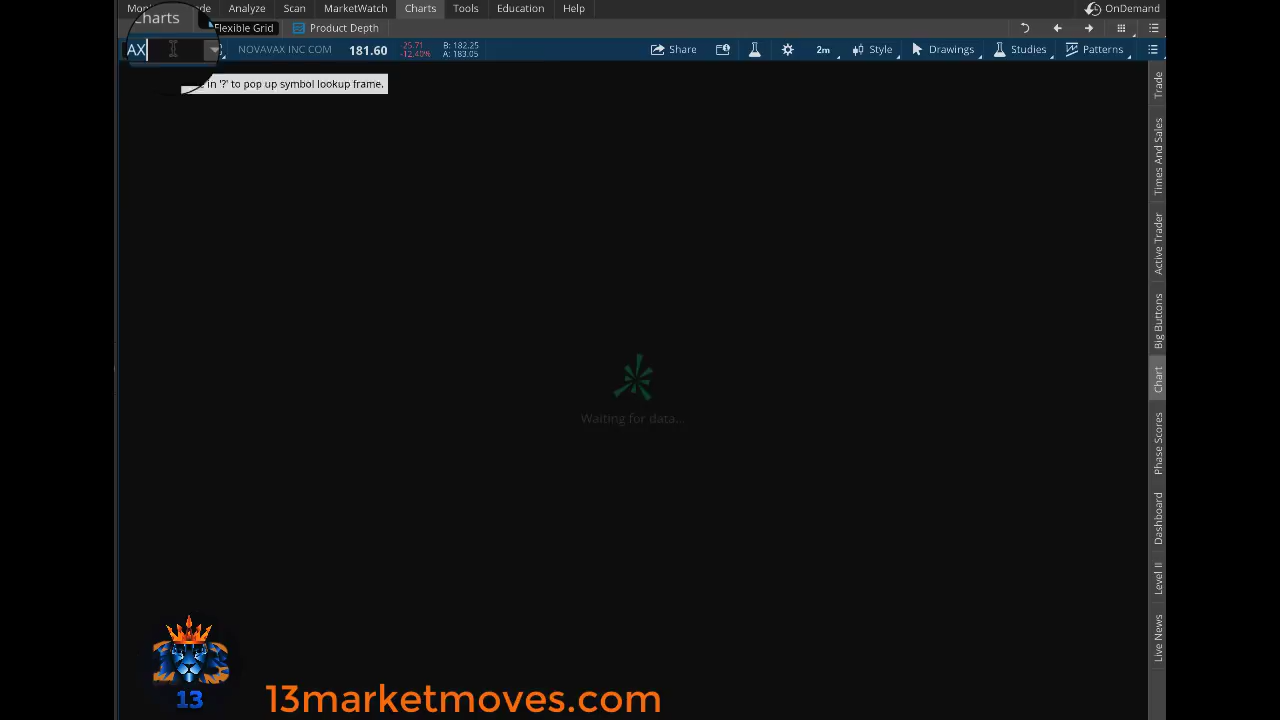 Analyze Scan MarketWatch Charts Tools Education Help OnDemand
Charts Flexible Grid Product Depth
AX NOVAVAX INC COM 181.60 -25.71 B: 182.25 Share 2m Style Drawings Studies Patterns
-12.40% A: 183.05
in '?' to pop up symbol lookup frame.
Trade
Times And Sales
Active Trader
Big Buttons
Chart
Phase Scores
Dashboard
Level II
Live News
Waiting for data...
13
13marketmoves.com